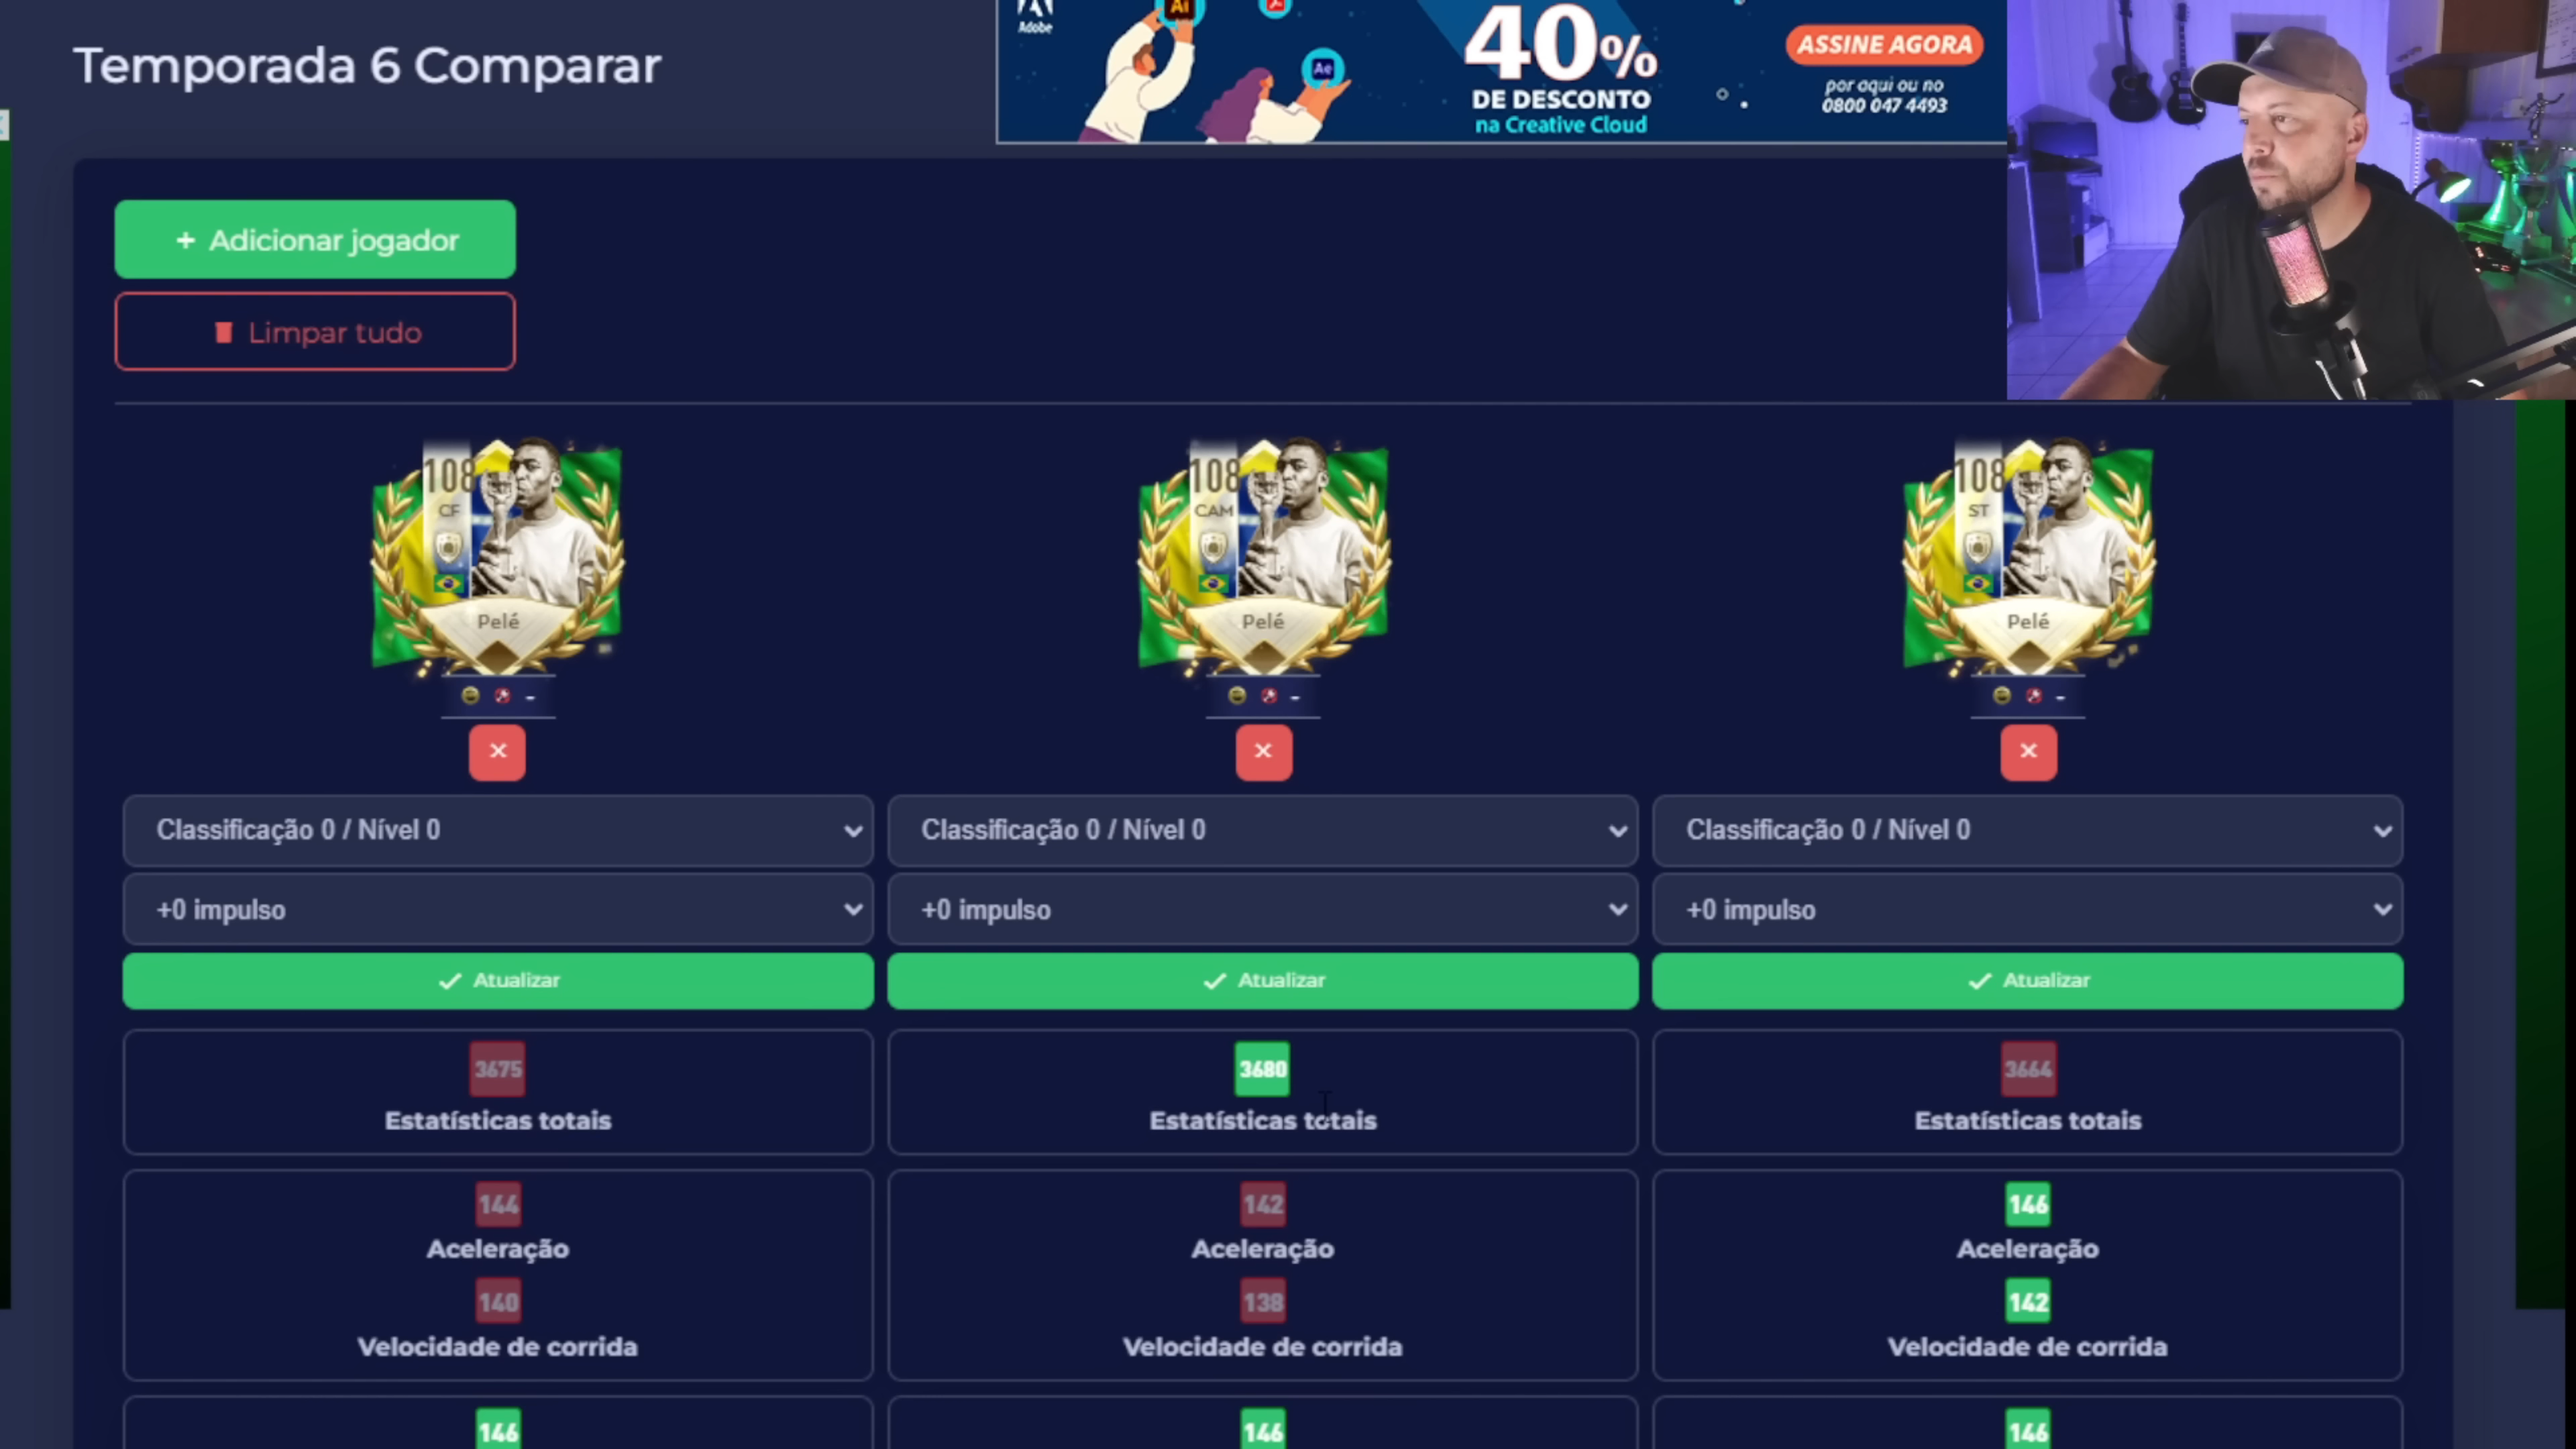 Temporada 6 Comparar
Adobe
Ai
Ae
40%
DE DESCONTO
na Creative Cloud
ASSINE AGORA
por aqui ou no
0800 047 4493
+ Adicionar jogador
Limpar tudo
108
CF
Pelé
-
×
108
CAM
Pelé
-
×
108
ST
Pelé
-
×
Classificação 0 / Nível 0
Classificação 0 / Nível 0
Classificação 0 / Nível 0
+0 impulso
+0 impulso
+0 impulso
Atualizar
Atualizar
Atualizar
3675
Estatísticas totais
3680
Estatísticas totais
3664
Estatísticas totais
144
Aceleração
140
Velocidade de corrida
142
Aceleração
138
Velocidade de corrida
146
Aceleração
142
Velocidade de corrida
146
146
146